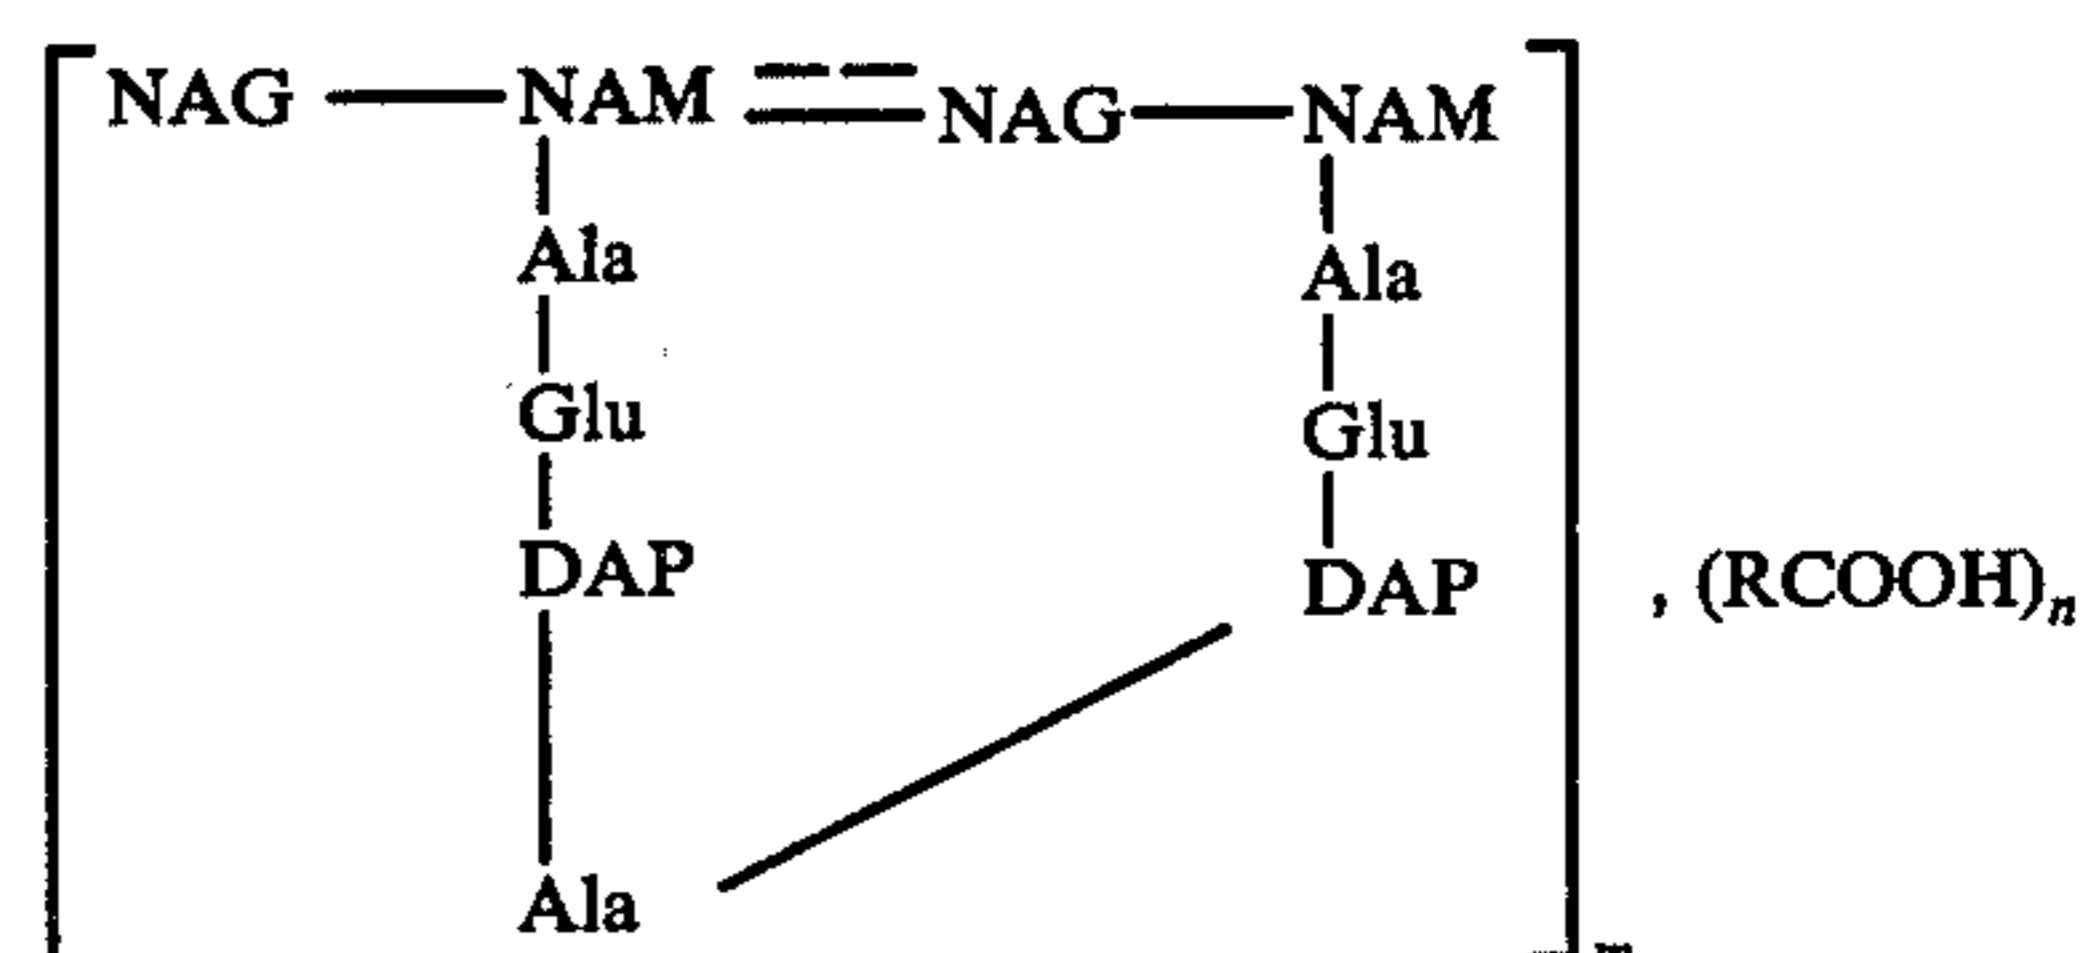 NAG NAM NAG NAM
Ala Ala
Glu Glu
DAP DAP , (RCOOH)n
Ala